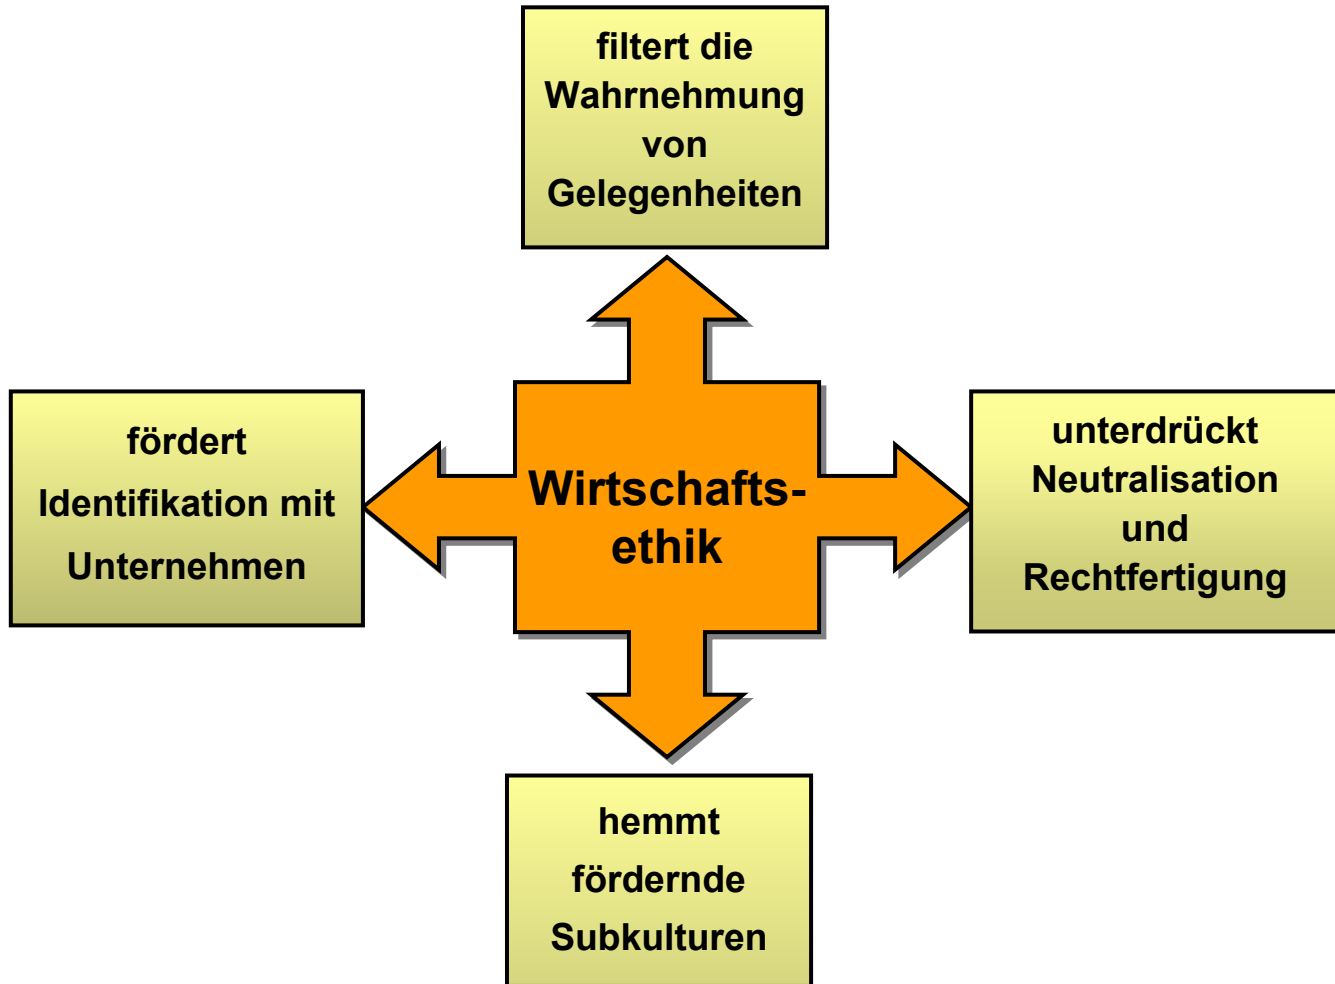 filtert die
Wahrnehmung
von
Gelegenheiten
fördert
Identifikation mit
Unternehmen
Wirtschafts-
ethik
unterdrückt
Neutralisation
und
Rechtfertigung
hemmt
fördernde
Subkulturen